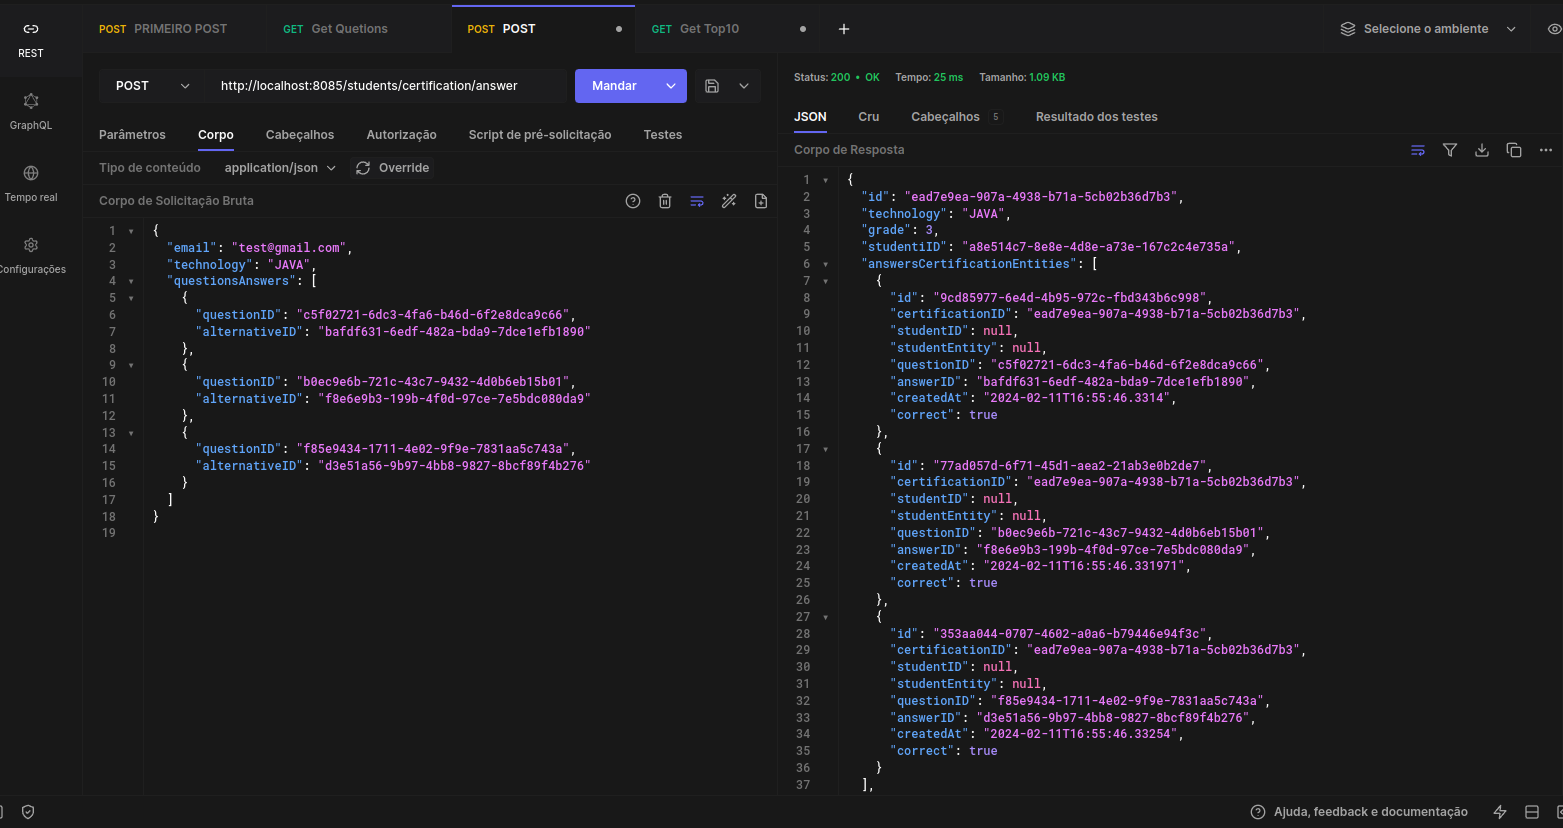 REST
GraphQL
Tempo real
Configurações
POST PRIMEIRO POST
GET Get Quetions
POST POST
GET Get Top10
Selecione o ambiente
POST
http://localhost:8085/students/certification/answer
Mandar
Parâmetros Corpo Cabeçalhos Autorização Script de pré-solicitação Testes
Tipo de conteúdo application/json Override
Corpo de Solicitação Bruta
1 {
2 "email": "test@gmail.com",
3 "technology": "JAVA",
4 "questionsAnswers": [
5 {
6 "questionID": "c5f02721-6dc3-4fa6-b46d-6f2e8dca9c66",
7 "alternativeID": "bafdf631-6edf-482a-bda9-7dce1efb1890"
8 },
9 {
10 "questionID": "b0ec9e6b-721c-43c7-9432-4d0b6eb15b01",
11 "alternativeID": "f8e6e9b3-199b-4f0d-97ce-7e5bdc080da9"
12 },
13 {
14 "questionID": "f85e9434-1711-4e02-9f9e-7831aa5c743a",
15 "alternativeID": "d3e51a56-9b97-4bb8-9827-8bcf89f4b276"
16 }
17 ]
18 }
19
Status: 200 • OK Tempo: 25 ms Tamanho: 1.09 KB
JSON Cru Cabeçalhos 5 Resultado dos testes
Corpo de Resposta
1 {
2 "id": "ead7e9ea-907a-4938-b71a-5cb02b36d7b3",
3 "technology": "JAVA",
4 "grade": 3,
5 "studentiID": "a8e514c7-8e8e-4d8e-a73e-167c2c4e735a",
6 "answersCertificationEntities": [
7 {
8 "id": "9cd85977-6e4d-4b95-972c-fbd343b6c998",
9 "certificationID": "ead7e9ea-907a-4938-b71a-5cb02b36d7b3",
10 "studentID": null,
11 "studentEntity": null,
12 "questionID": "c5f02721-6dc3-4fa6-b46d-6f2e8dca9c66",
13 "answerID": "bafdf631-6edf-482a-bda9-7dce1efb1890",
14 "createdAt": "2024-02-11T16:55:46.3314",
15 "correct": true
16 },
17 {
18 "id": "77ad057d-6f71-45d1-aea2-21ab3e0b2de7",
19 "certificationID": "ead7e9ea-907a-4938-b71a-5cb02b36d7b3",
20 "studentID": null,
21 "studentEntity": null,
22 "questionID": "b0ec9e6b-721c-43c7-9432-4d0b6eb15b01",
23 "answerID": "f8e6e9b3-199b-4f0d-97ce-7e5bdc080da9",
24 "createdAt": "2024-02-11T16:55:46.331971",
25 "correct": true
26 },
27 {
28 "id": "353aa044-0707-4602-a0a6-b79446e94f3c",
29 "certificationID": "ead7e9ea-907a-4938-b71a-5cb02b36d7b3",
30 "studentID": null,
31 "studentEntity": null,
32 "questionID": "f85e9434-1711-4e02-9f9e-7831aa5c743a",
33 "answerID": "d3e51a56-9b97-4bb8-9827-8bcf89f4b276",
34 "createdAt": "2024-02-11T16:55:46.33254",
35 "correct": true
36 }
37 ],
Ajuda, feedback e documentação